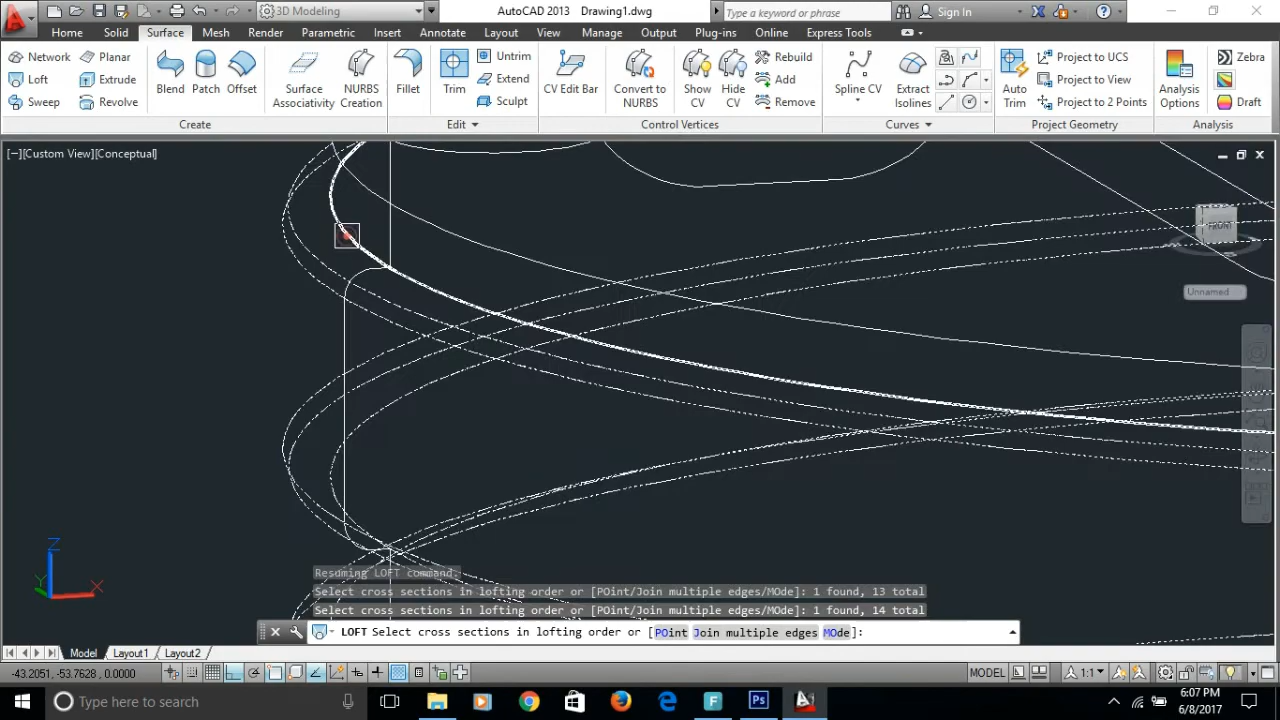 3D Modeling
AutoCAD 2013 Drawing1.dwg
Type a keyword or phrase
Sign In
Home Solid Surface Mesh Render Parametric Insert Annotate Layout View Manage Output Plug-ins Online Express Tools
Network Planar
Loft Extrude
Sweep Revolve
Blend Patch Offset
Surface Associativity
NURBS Creation
Fillet
Trim
Untrim
Extend
Sculpt
CV Edit Bar
Convert to NURBS
Show CV
Hide CV
Rebuild
Add
Remove
Spline CV
Extract Isolines
Auto Trim
Project to UCS
Project to View
Project to 2 Points
Analysis Options
Zebra
Draft
Create Edit Control Vertices Curves Project Geometry Analysis
[−][Custom View][Conceptual]
FRONT
Unnamed
Z
Y
X
Resuming LOFT command.
Select cross sections in lofting order or [POint/Join multiple edges/MOde]: 1 found, 13 total
Select cross sections in lofting order or [POint/Join multiple edges/MOde]: 1 found, 14 total
LOFT Select cross sections in lofting order or [POint Join multiple edges MOde]:
Model Layout1 Layout2
-43.2051, -53.7628, 0.0000
MODEL
1:1
Type here to search
6:07 PM
6/8/2017